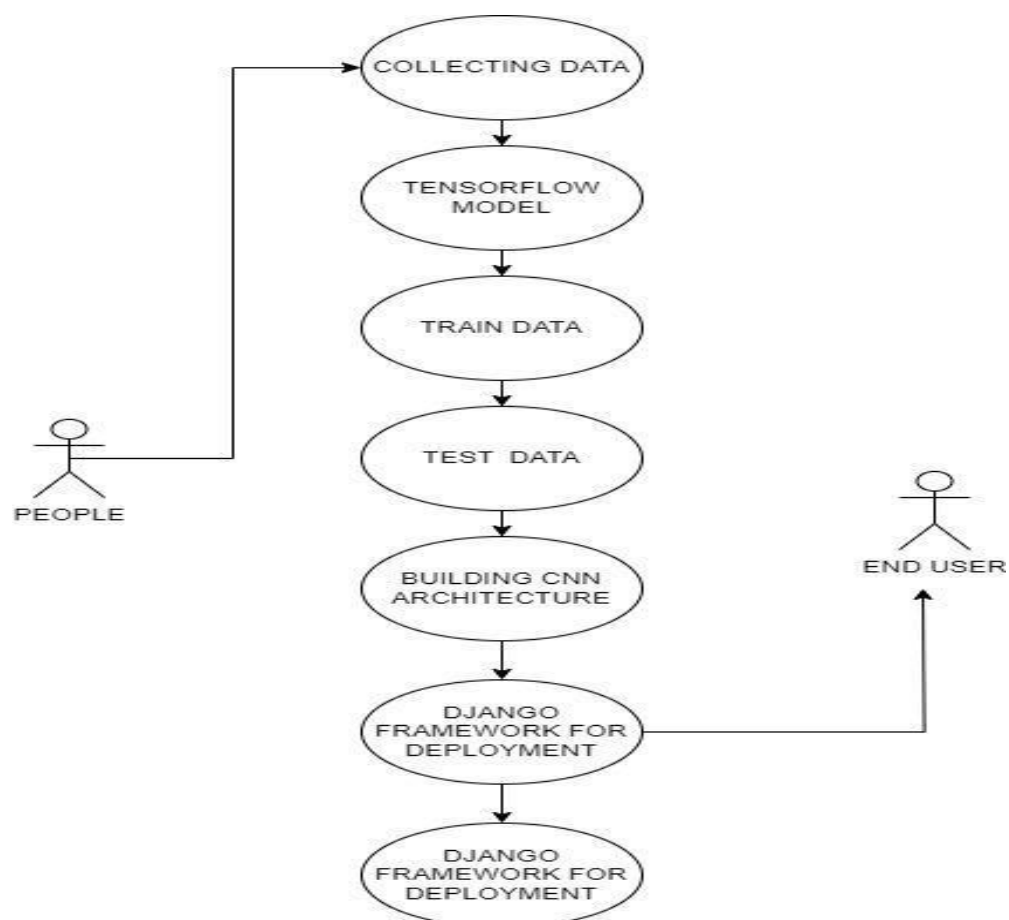 COLLECTING DATA
TENSORFLOW
MODEL
TRAIN DATA
TEST DATA
PEOPLE
END USER
BUILDING CNN
ARCHITECTURE
DJANGO
FRAMEWORK FOR
DEPLOYMENT
DJANGO
FRAMEWORK FOR
DEPLOYMENT